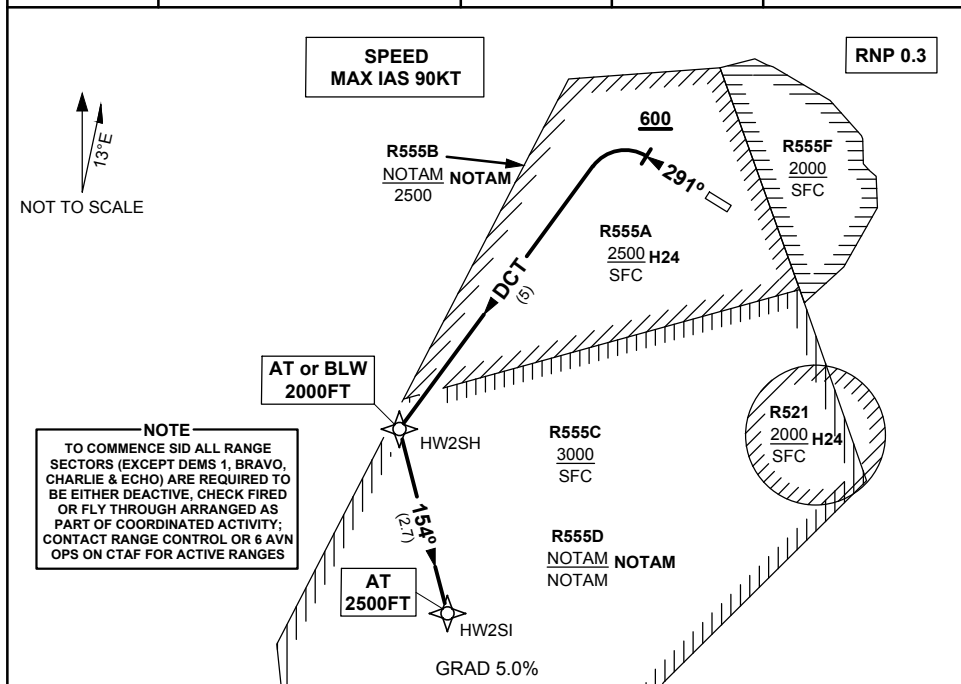 SPEED
MAX IAS 90KT
RNP 0.3
13°E
NOT TO SCALE
600
291°
R555B
NOTAM NOTAM
2500
R555F
2000
SFC
R555A
2500 H24
SFC
DCT
(5)
AT or BLW
2000FT
HW2SH
NOTE
TO COMMENCE SID ALL RANGE
SECTORS (EXCEPT DEMS 1, BRAVO,
CHARLIE & ECHO) ARE REQUIRED TO
BE EITHER DEACTIVE, CHECK FIRED
OR FLY THROUGH ARRANGED AS
PART OF COORDINATED ACTIVITY;
CONTACT RANGE CONTROL OR 6 AVN
OPS ON CTAF FOR ACTIVE RANGES
R555C
3000
SFC
R521
2000 H24
SFC
154°
(2.7)
R555D
NOTAM NOTAM
NOTAM
AT
2500FT
HW2SI
GRAD 5.0%